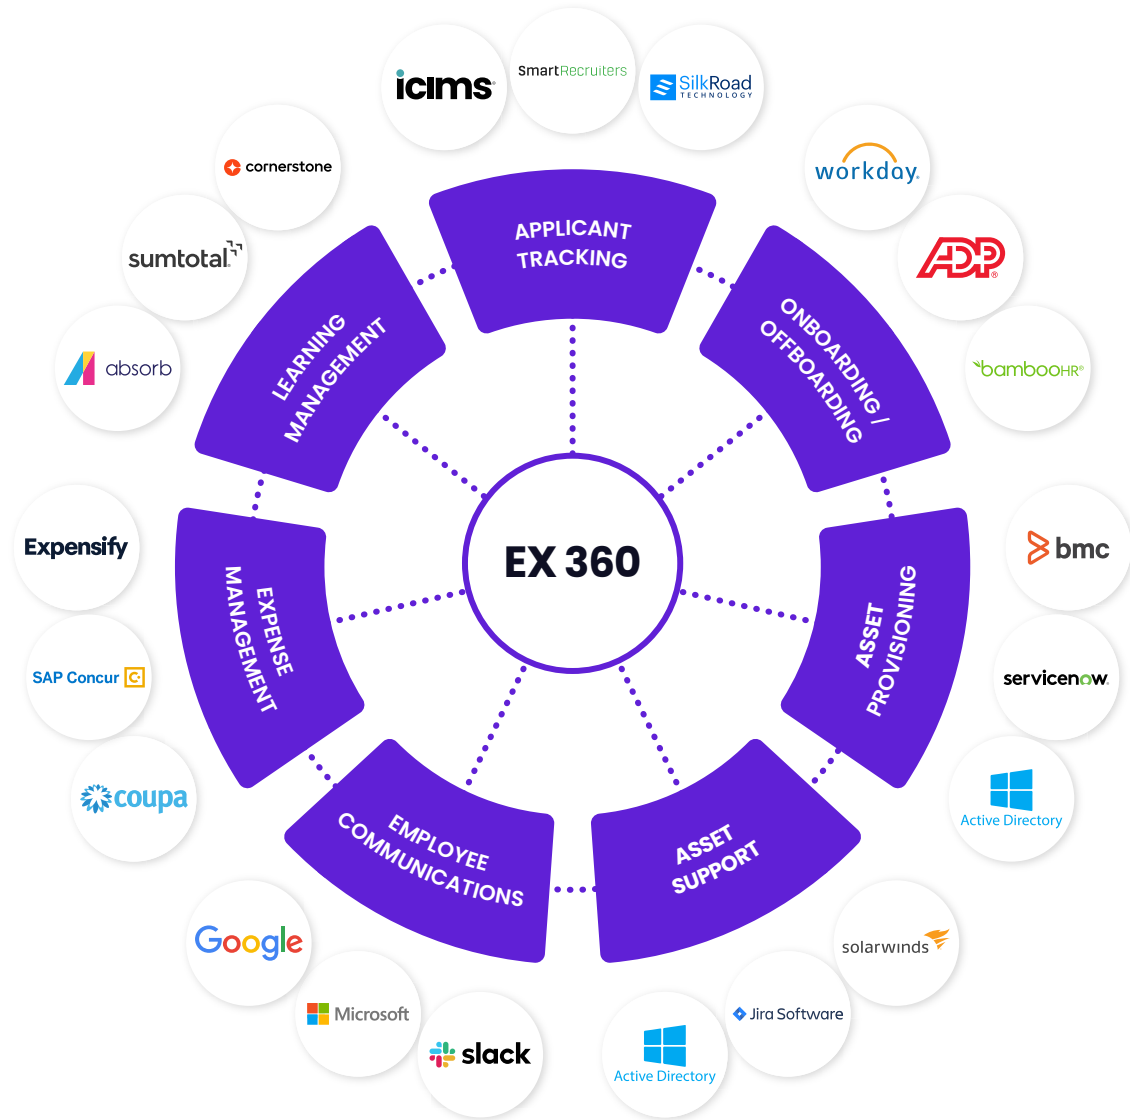 icims
SmartRecruiters
SilkRoad
TECHNOLOGY
workday
ADP
bambooHR
bmc
servicenow
Active Directory
solarwinds
Jira Software
Active Directory
slack
Microsoft
Google
coupa
SAP Concur
Expensify
absorb
sumtotal
cornerstone
APPLICANT
TRACKING
ONBOARDING /
OFFBOARDING
ASSET
PROVISIONING
ASSET
SUPPORT
EMPLOYEE
COMMUNICATIONS
EXPENSE
MANAGEMENT
LEARNING
MANAGEMENT
EX 360